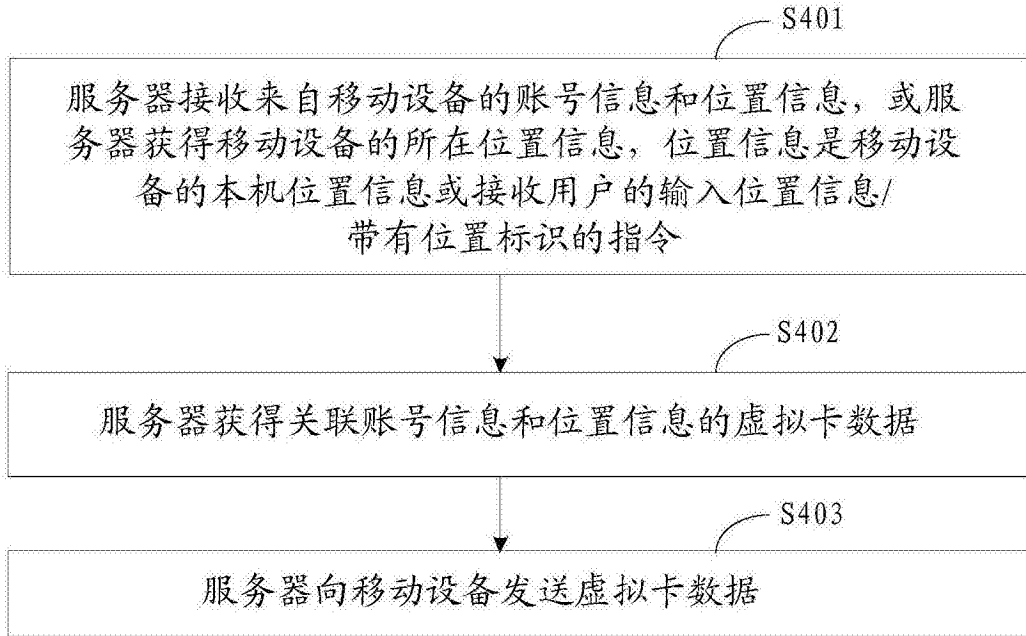 S401
服务器接收来自移动设备的账号信息和位置信息，或服
务器获得移动设备的所在位置信息，位置信息是移动设
备的本机位置信息或接收用户的输入位置信息/
带有位置标识的指令
S402
服务器获得关联账号信息和位置信息的虚拟卡数据
S403
服务器向移动设备发送虚拟卡数据